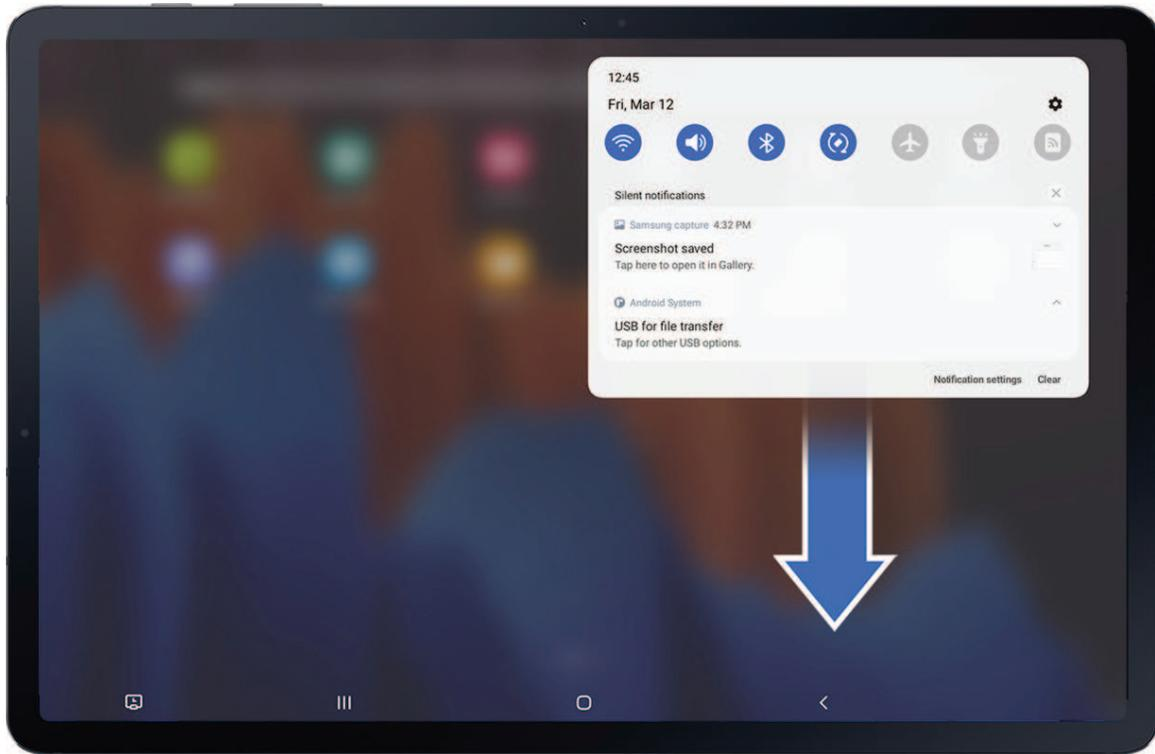 12:45
Fri, Mar 12
Silent notifications
Samsung capture 4:32 PM
Screenshot saved
Tap here to open it in Gallery.
Android System
USB for file transfer
Tap for other USB options.
Notification settings Clear